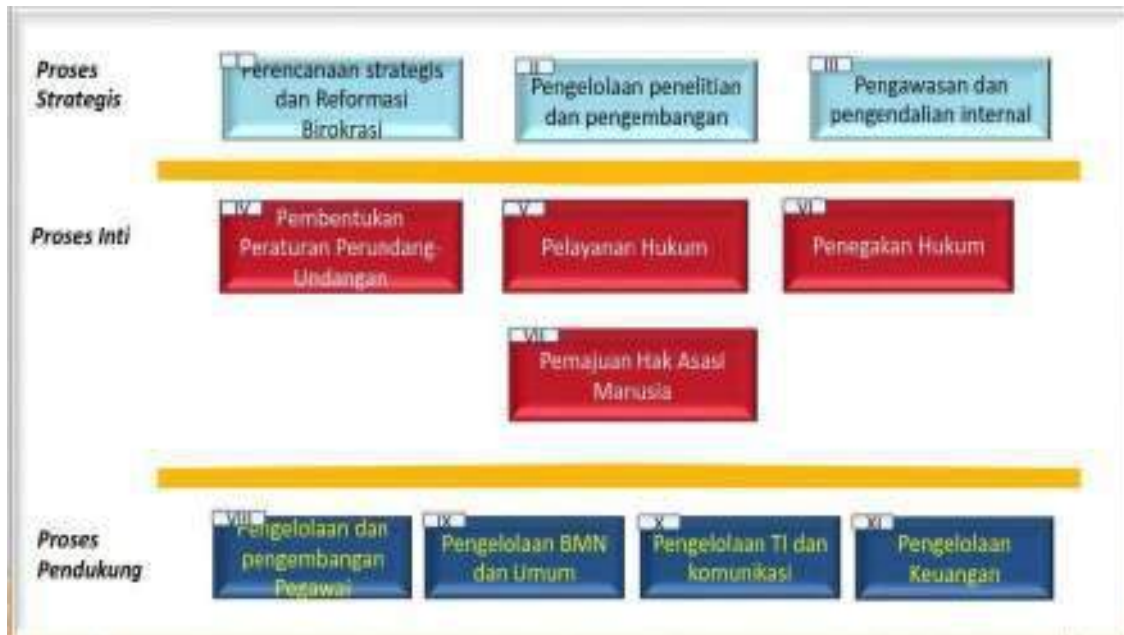 Proses
Strategis
I
Perencanaan strategis
dan Reformasi
Birokrasi
II
Pengelolaan penelitian
dan pengembangan
III
Pengawasan dan
pengendalian internal
Proses Inti
IV
Pembentukan
Peraturan Perundang-
Undangan
V
Pelayanan Hukum
VI
Penegakan Hukum
VII
Pemajuan Hak Asasi
Manusia
Proses
Pendukung
VIII
Pengelolaan dan
pengembangan
Pegawai
IX
Pengelolaan BMN
dan Umum
X
Pengelolaan TI dan
komunikasi
XI
Pengelolaan
Keuangan